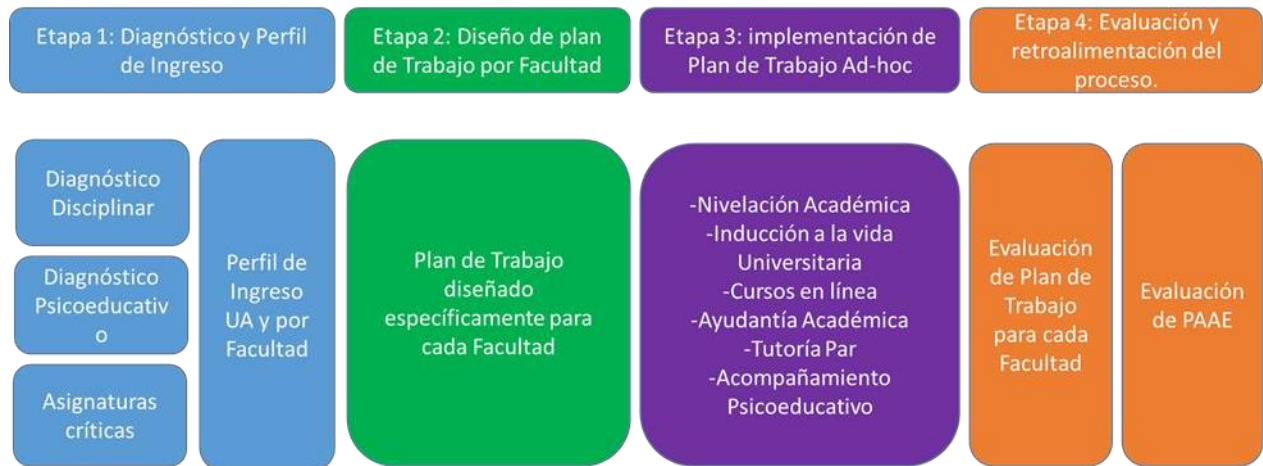 Etapa 1: Diagnóstico y Perfil
de Ingreso
Etapa 2: Diseño de plan
de Trabajo por Facultad
Etapa 3: implementación de
Plan de Trabajo Ad-hoc
Etapa 4: Evaluación y
retroalimentación del
proceso.
Diagnóstico
Disciplinar
Diagnóstico
Psicoeducativ
o
Asignaturas
críticas
Perfil de
Ingreso
UA y por
Facultad
Plan de Trabajo
diseñado
específicamente para
cada Facultad
-Nivelación Académica
-Inducción a la vida
Universitaria
-Cursos en línea
-Ayudantía Académica
-Tutoría Par
-Acompañamiento
Psicoeducativo
Evaluación
de Plan de
Trabajo
para cada
Facultad
Evaluación
de PAAE